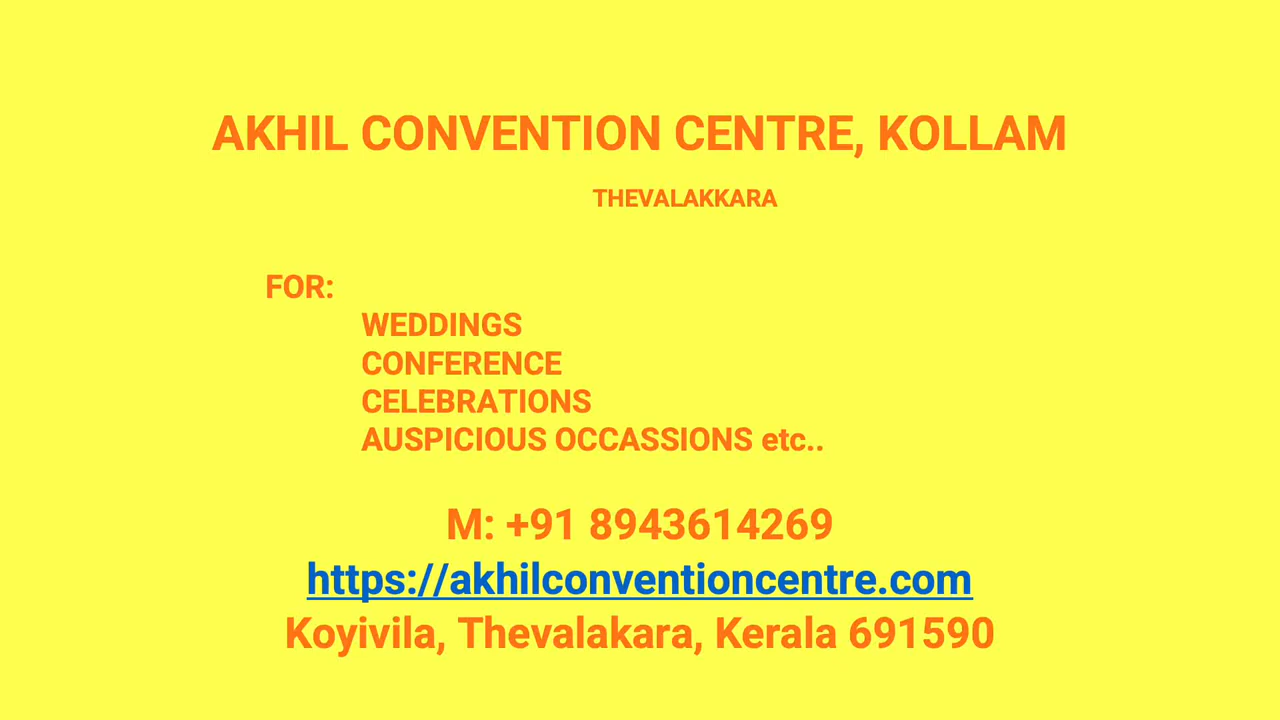 AKHIL CONVENTION CENTRE, KOLLAM
THEVALAKKARA
FOR:
WEDDINGS
CONFERENCE
CELEBRATIONS
AUSPICIOUS OCCASSIONS etc..
M: +91 8943614269
https://akhilconventioncentre.com
Koyivila, Thevalakara, Kerala 691590